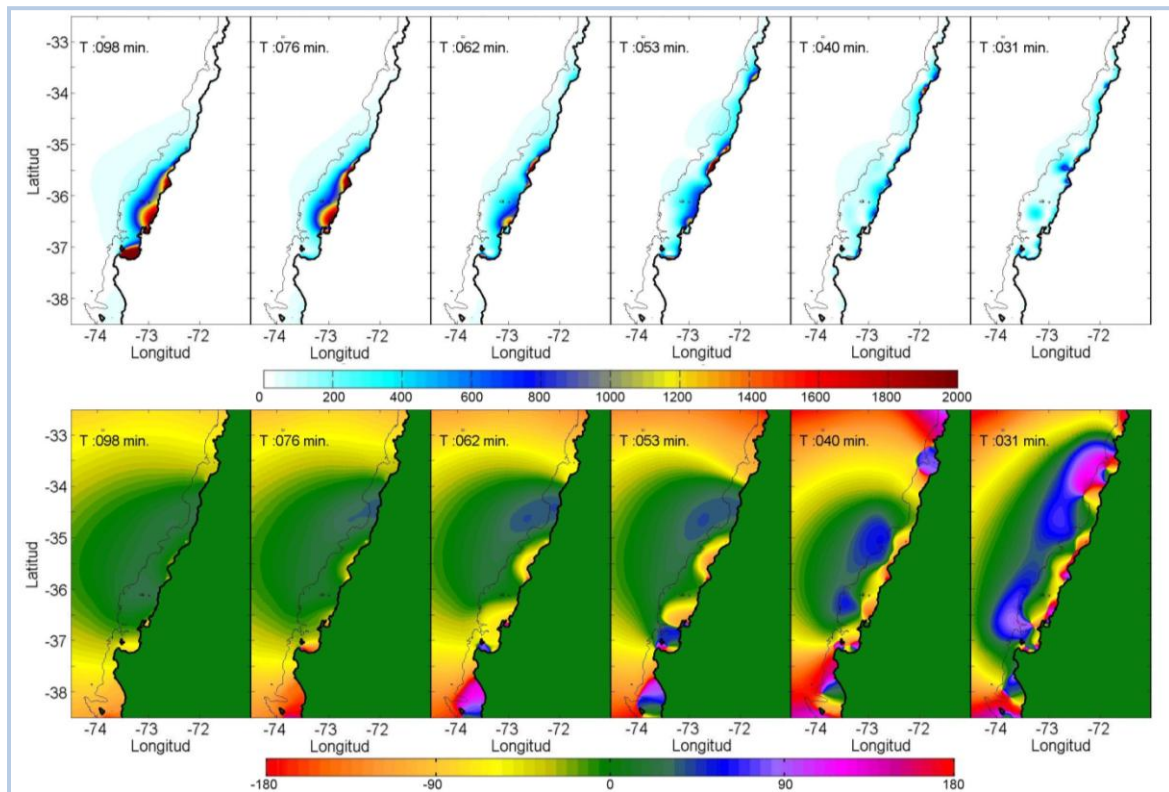 -33
-34
-35
-36
-37
-38
Latitud
T :098 min.
T :076 min.
T :062 min.
T :053 min.
T :040 min.
T :031 min.
-74 -73 -72
-74 -73 -72
-74 -73 -72
-74 -73 -72
-74 -73 -72
-74 -73 -72
Longitud
Longitud
Longitud
Longitud
Longitud
Longitud
0 200 400 600 800 1000 1200 1400 1600 1800 2000
-33
-34
-35
-36
-37
-38
Latitud
T :098 min.
T :076 min.
T :062 min.
T :053 min.
T :040 min.
T :031 min.
-74 -73 -72
-74 -73 -72
-74 -73 -72
-74 -73 -72
-74 -73 -72
-74 -73 -72
Longitud
Longitud
Longitud
Longitud
Longitud
Longitud
-180 -90 0 90 180